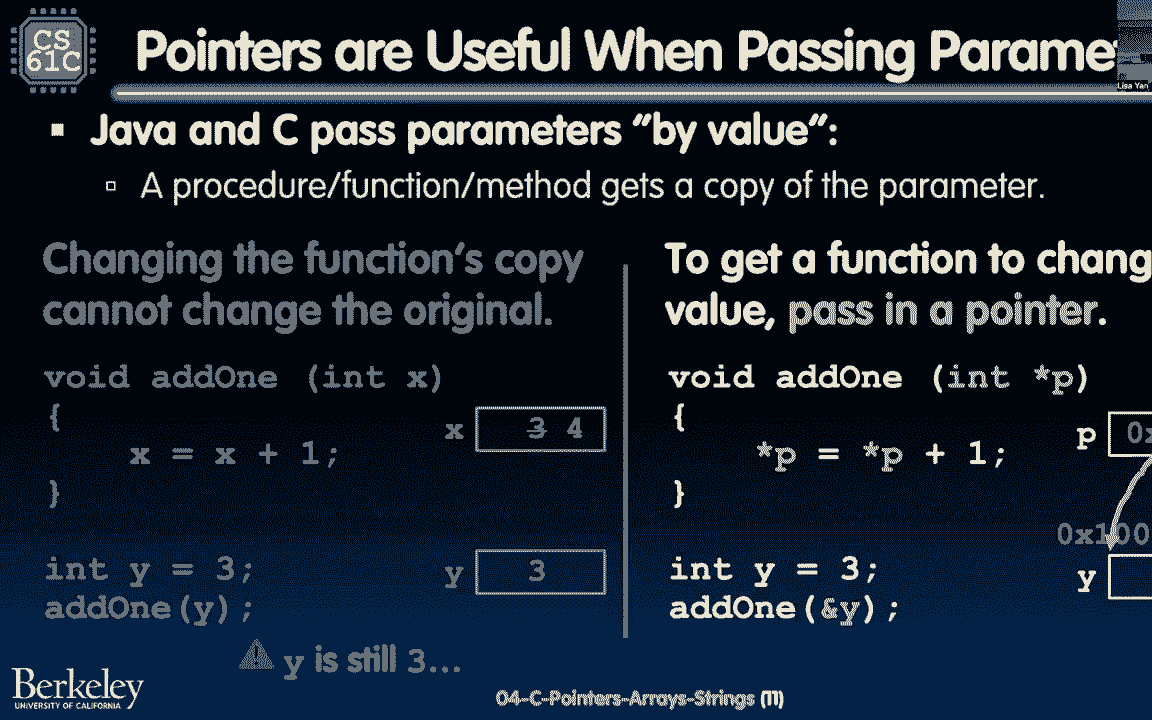 CS
61C
Pointers are Useful When Passing Parame
Lisa Yan
Java and C pass parameters “by value”:
A procedure/function/method gets a copy of the parameter.
Changing the function’s copy
cannot change the original.
void addOne (int x)
{
x = x + 1;
}
x 3 4
int y = 3;
addOne(y);
y 3
y is still 3...
To get a function to chang
value, pass in a pointer.
void addOne (int *p)
{
*p = *p + 1;
}
p 0x
0x100
int y = 3;
addOne(&y);
y
Berkeley
UNIVERSITY OF CALIFORNIA
04-C-Pointers-Arrays-Strings (11)